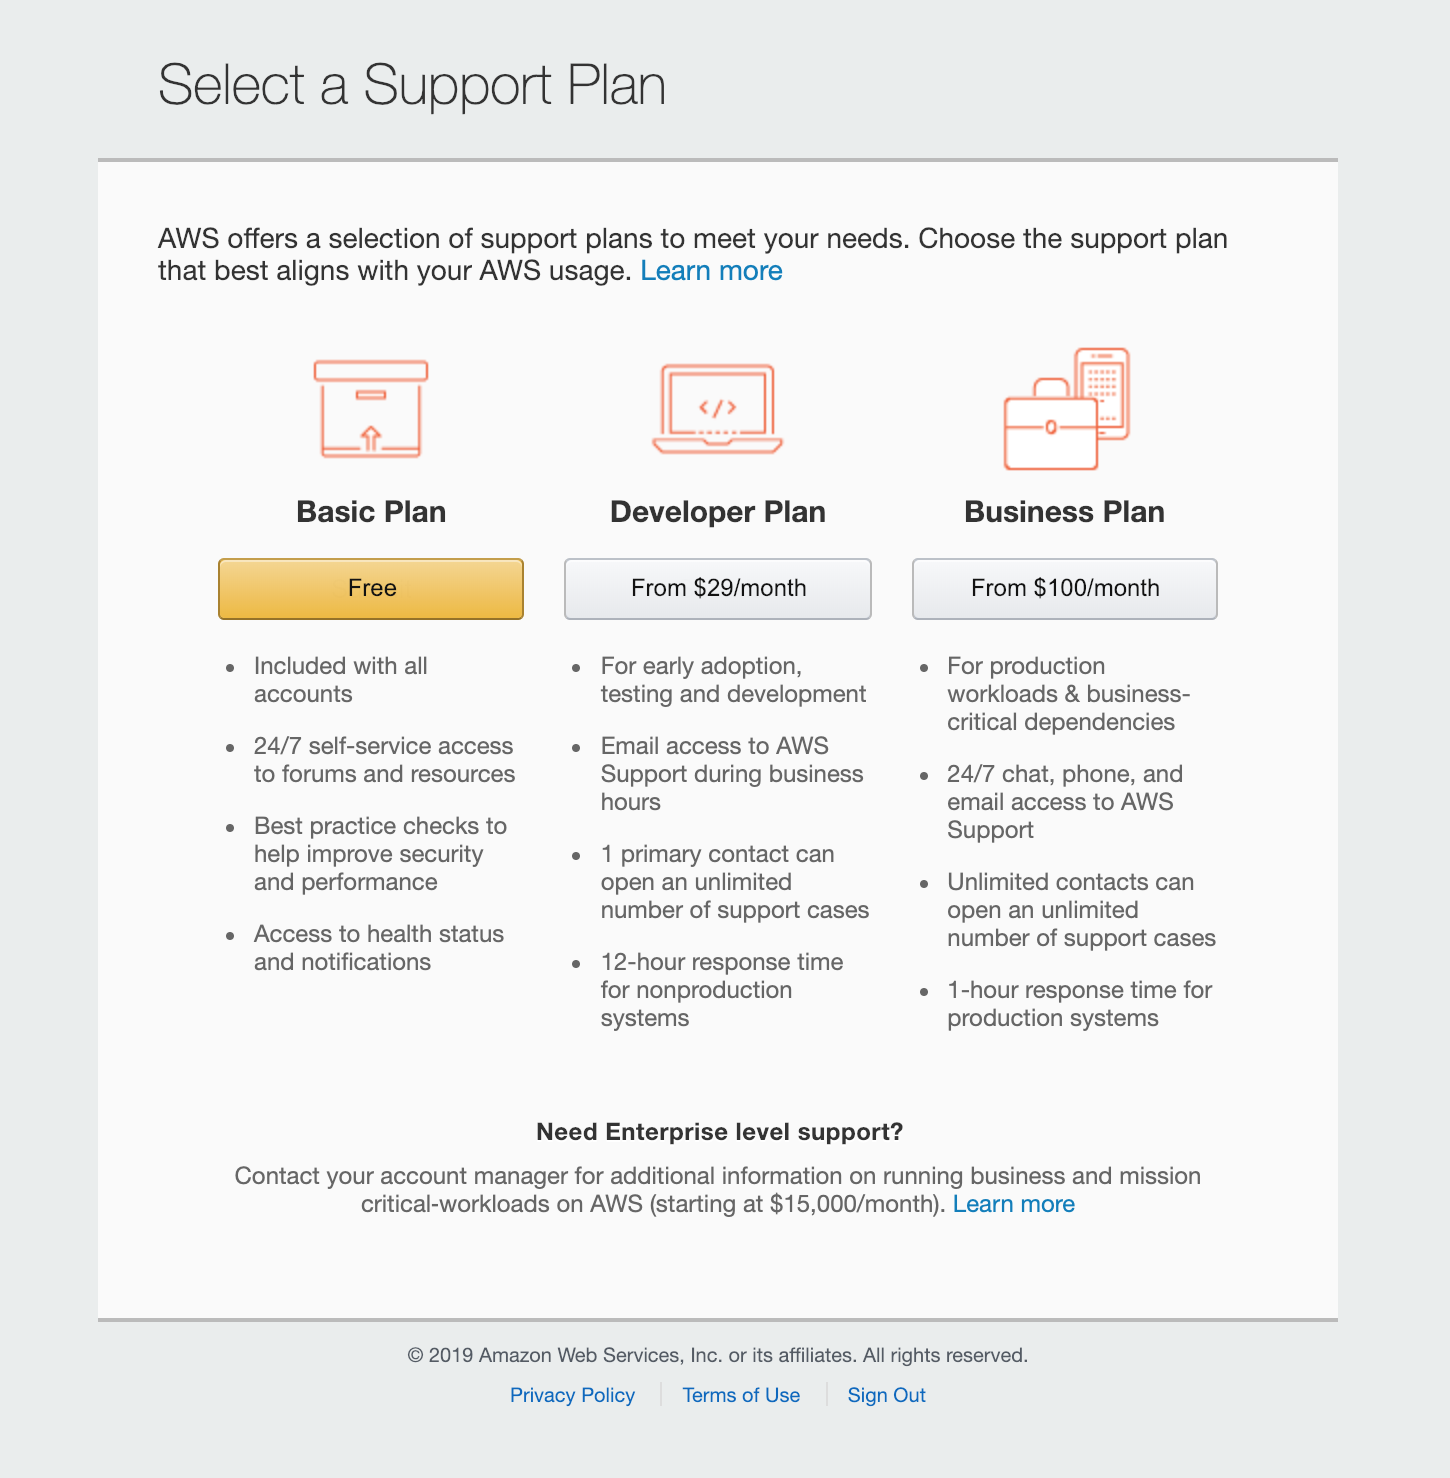 Select a Support Plan
AWS offers a selection of support plans to meet your needs. Choose the support plan
that best aligns with your AWS usage. Learn more
</>
Basic Plan
Free
• Included with all
accounts
• 24/7 self-service access
to forums and resources
• Best practice checks to
help improve security
and performance
• Access to health status
and notifications
Developer Plan
From $29/month
• For early adoption,
testing and development
• Email access to AWS
Support during business
hours
• 1 primary contact can
open an unlimited
number of support cases
• 12-hour response time
for nonproduction
systems
Business Plan
From $100/month
• For production
workloads & business-
critical dependencies
• 24/7 chat, phone, and
email access to AWS
Support
• Unlimited contacts can
open an unlimited
number of support cases
• 1-hour response time for
production systems
Need Enterprise level support?
Contact your account manager for additional information on running business and mission
critical-workloads on AWS (starting at $15,000/month). Learn more
© 2019 Amazon Web Services, Inc. or its affiliates. All rights reserved.
Privacy Policy | Terms of Use | Sign Out